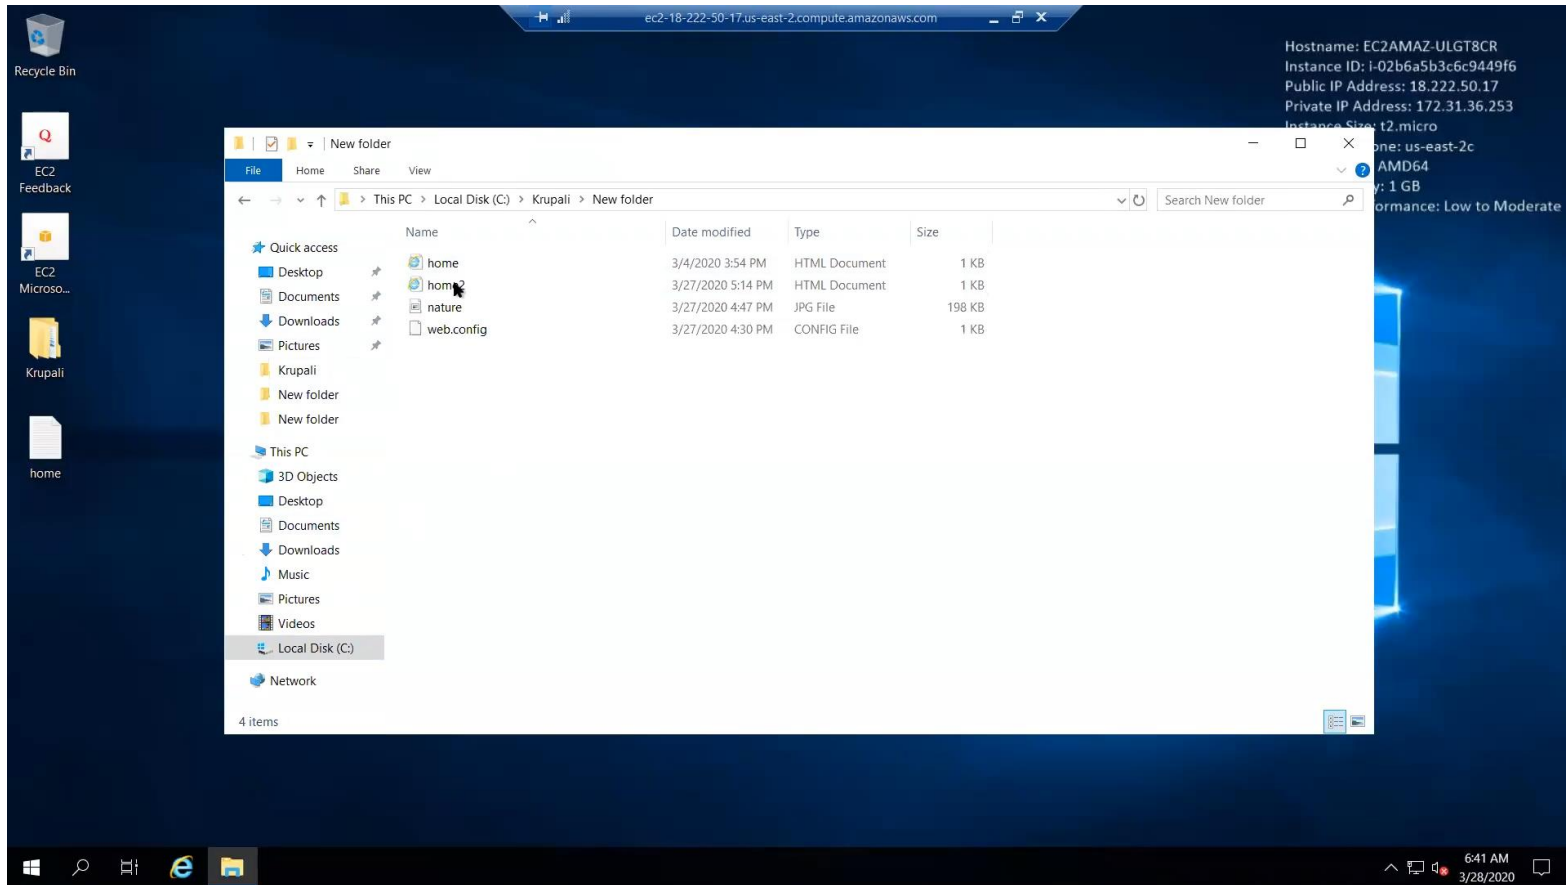 ec2-18-222-50-17.us-east-2.compute.amazonaws.com
Recycle Bin
EC2
Feedback
EC2
Microso...
Krupali
home
Hostname: EC2AMAZ-ULGT8CR
Instance ID: i-02b6a5b3c6c9449f6
Public IP Address: 18.222.50.17
Private IP Address: 172.31.36.253
Instance Size: t2.micro
one: us-east-2c
AMD64
y: 1 GB
ormance: Low to Moderate
New folder
File Home Share View
This PC > Local Disk (C:) > Krupali > New folder
Search New folder
Name Date modified Type Size
home 3/4/2020 3:54 PM HTML Document 1 KB
home2 3/27/2020 5:14 PM HTML Document 1 KB
nature 3/27/2020 4:47 PM JPG File 198 KB
web.config 3/27/2020 4:30 PM CONFIG File 1 KB
Quick access
Desktop
Documents
Downloads
Pictures
Krupali
New folder
New folder
This PC
3D Objects
Desktop
Documents
Downloads
Music
Pictures
Videos
Local Disk (C:)
Network
4 items
6:41 AM
3/28/2020